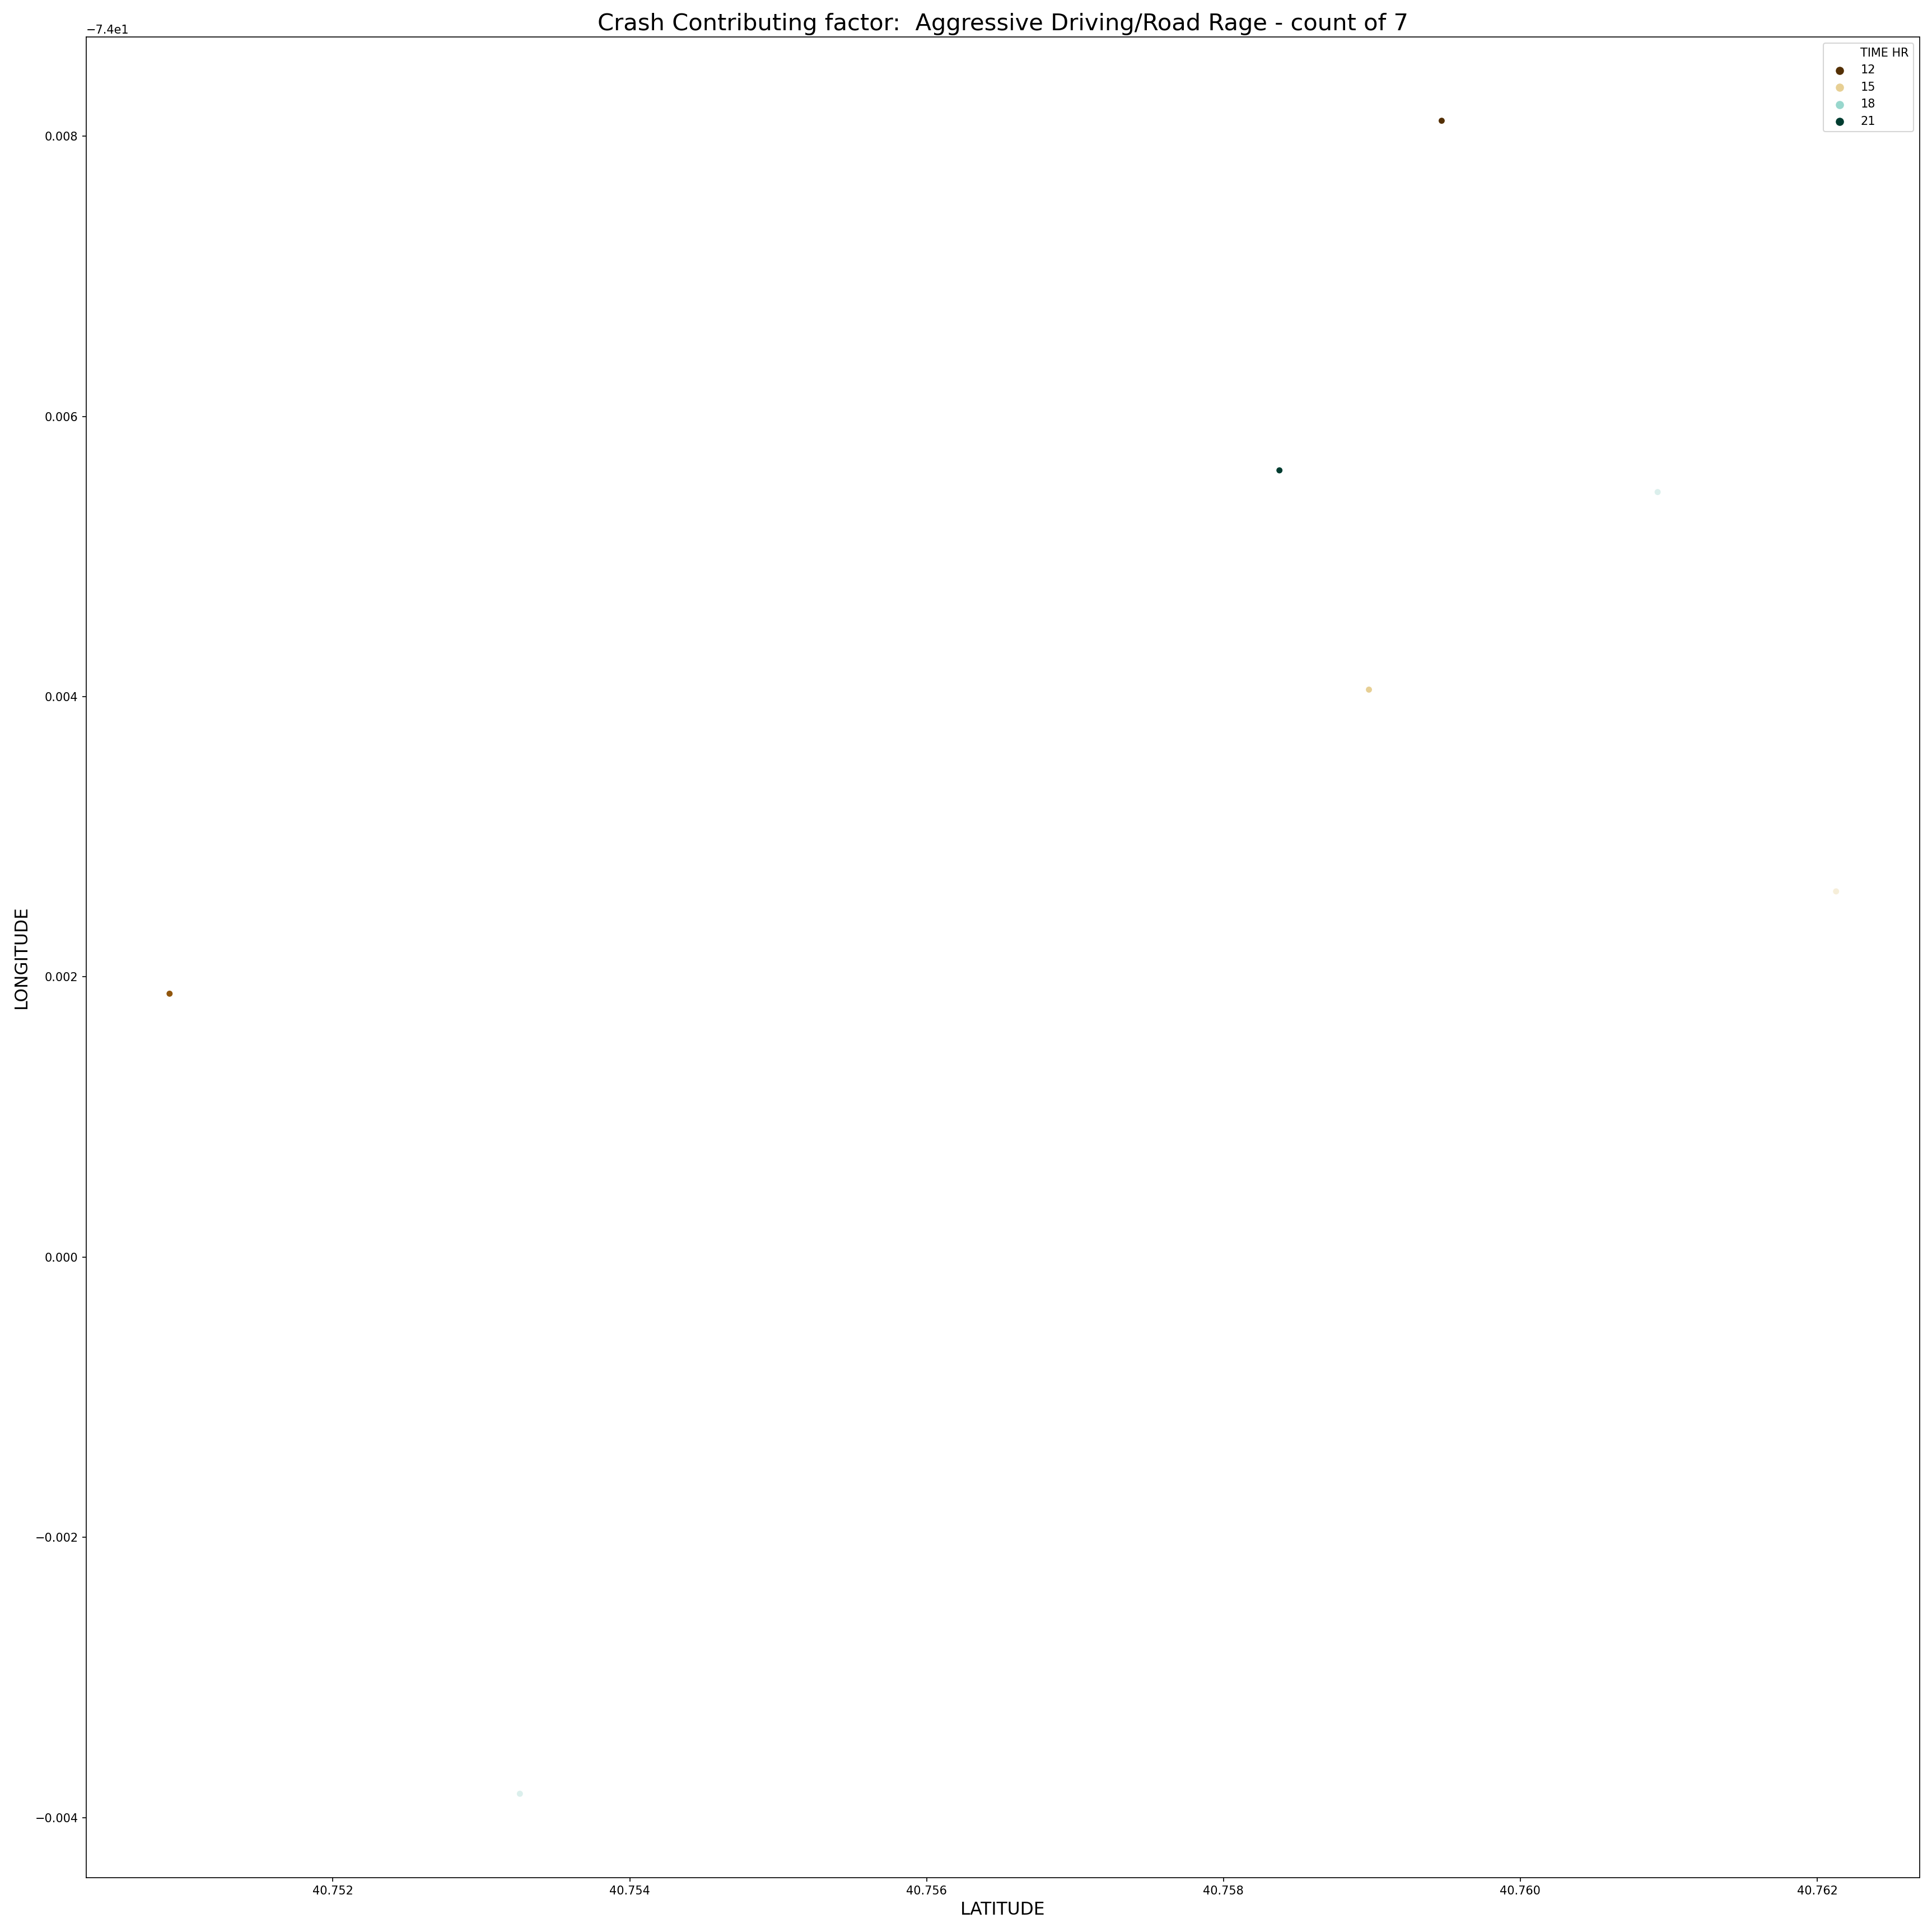 Crash Contributing factor:  Aggressive Driving/Road Rage - count of 7
−7.4e1
TIME HR
12
15
18
21
0.008
0.006
0.004
0.002
0.000
−0.002
−0.004
LONGITUDE
40.752 40.754 40.756 40.758 40.760 40.762
LATITUDE